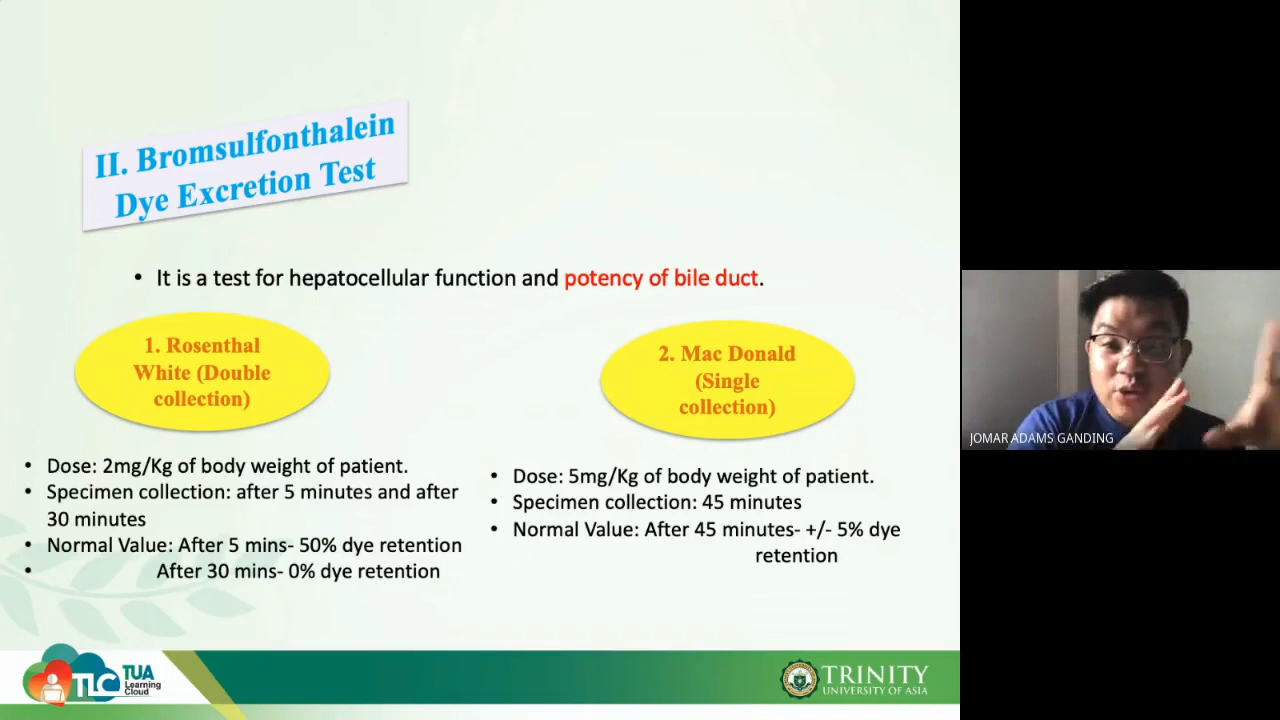 II. Bromsulfonthalein
Dye Excretion Test
• It is a test for hepatocellular function and potency of bile duct.
1. Rosenthal
White (Double
collection)
• Dose: 2mg/Kg of body weight of patient.
• Specimen collection: after 5 minutes and after
30 minutes
• Normal Value: After 5 mins- 50% dye retention
• After 30 mins- 0% dye retention
2. Mac Donald
(Single
collection)
• Dose: 5mg/Kg of body weight of patient.
• Specimen collection: 45 minutes
• Normal Value: After 45 minutes- +/- 5% dye
retention
JOMAR ADAMS GANDING
TLC
TUA
Learning
Cloud
TRINITY
UNIVERSITY OF ASIA